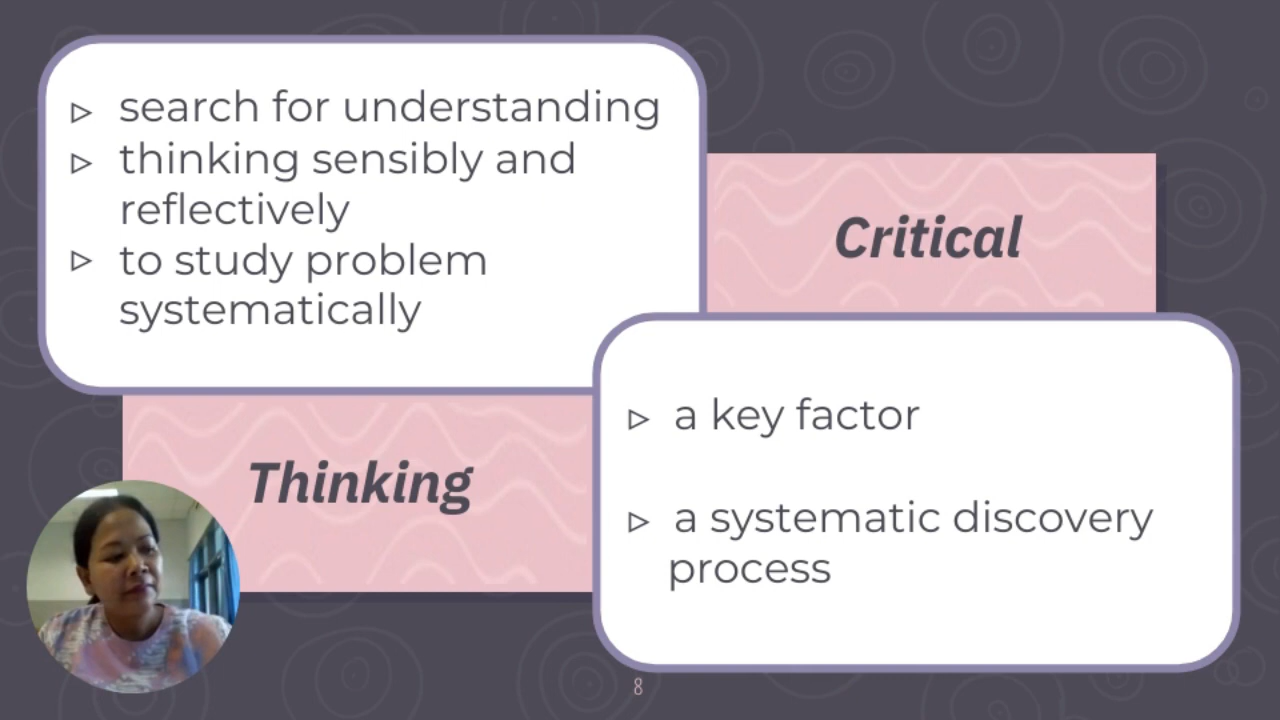 ▹ search for understanding
▹ thinking sensibly and
reflectively
▹ to study problem
systematically
Critical
Thinking
▹ a key factor
▹ a systematic discovery
process
8